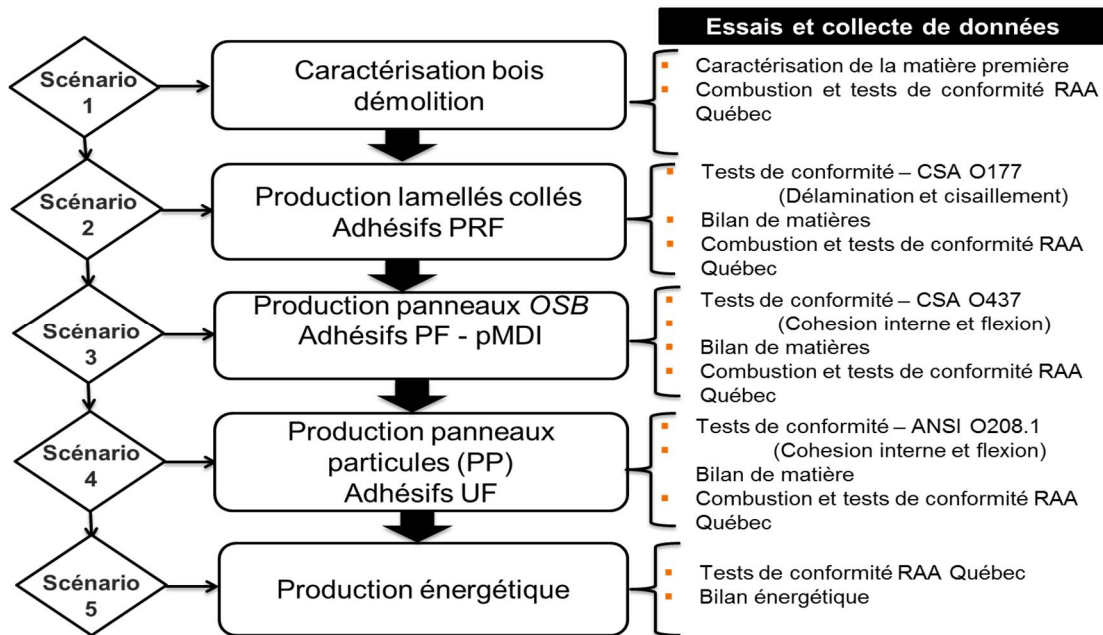 Essais et collecte de données
Scénario
1
Caractérisation bois
démolition
Caractérisation de la matière première
Combustion et tests de conformité RAA
Québec
Scénario
2
Production lamellés collés
Adhésifs PRF
Tests de conformité – CSA O177
(Délamination et cisaillement)
Bilan de matières
Combustion et tests de conformité RAA
Québec
Scénario
3
Production panneaux OSB
Adhésifs PF - pMDI
Tests de conformité – CSA O437
(Cohesion interne et flexion)
Bilan de matières
Combustion et tests de conformité RAA
Québec
Scénario
4
Production panneaux
particules (PP)
Adhésifs UF
Tests de conformité – ANSI O208.1
(Cohesion interne et flexion)
Bilan de matière
Combustion et tests de conformité RAA
Québec
Scénario
5
Production énergétique
Tests de conformité RAA Québec
Bilan énergétique